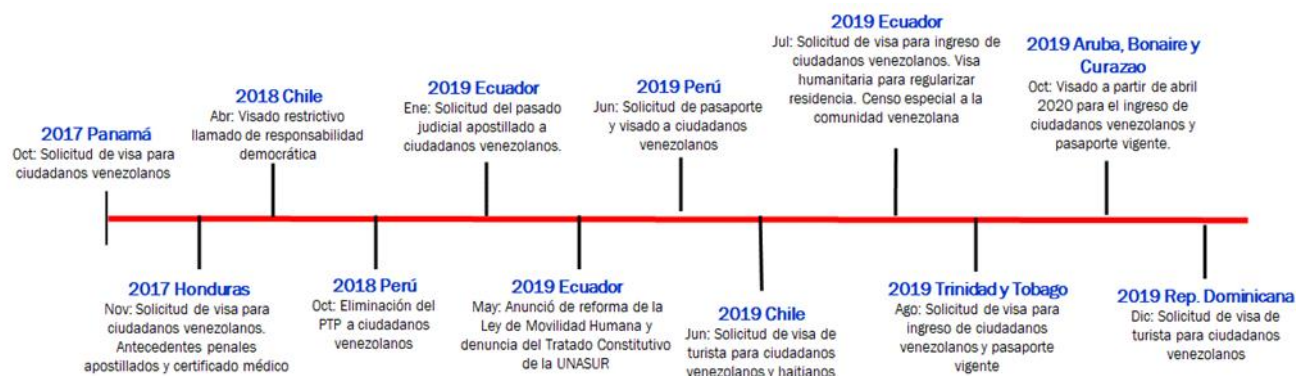 2017 Panamá
Oct: Solicitud de visa para
ciudadanos venezolanos
2017 Honduras
Nov: Solicitud de visa para
ciudadanos venezolanos.
Antecedentes penales
apostillados y certificado médico
2018 Chile
Abr: Visado restrictivo
llamado de responsabilidad
democrática
2018 Perú
Oct: Eliminación del
PTP a ciudadanos
venezolanos
2019 Ecuador
Ene: Solicitud del pasado
judicial apostillado a
ciudadanos venezolanos.
2019 Ecuador
May: Anunció de reforma de la
Ley de Movilidad Humana y
denuncia del Tratado Constitutivo
de la UNASUR
2019 Perú
Jun: Solicitud de pasaporte
y visado a ciudadanos
venezolanos
2019 Chile
Jun: Solicitud de visa de
turista para ciudadanos
venezolanos y haitianos
2019 Ecuador
Jul: Solicitud de visa para ingreso de
ciudadanos venezolanos. Visa
humanitaria para regularizar
residencia. Censo especial a la
comunidad venezolana
2019 Trinidad y Tobago
Ago: Solicitud de visa para
ingreso de ciudadanos
venezolanos y pasaporte
vigente
2019 Aruba, Bonaire y
Curazao
Oct: Visado a partir de abril
2020 para el ingreso de
ciudadanos venezolanos y
pasaporte vigente.
2019 Rep. Dominicana
Dic: Solicitud de visa de
turista para ciudadanos
venezolanos